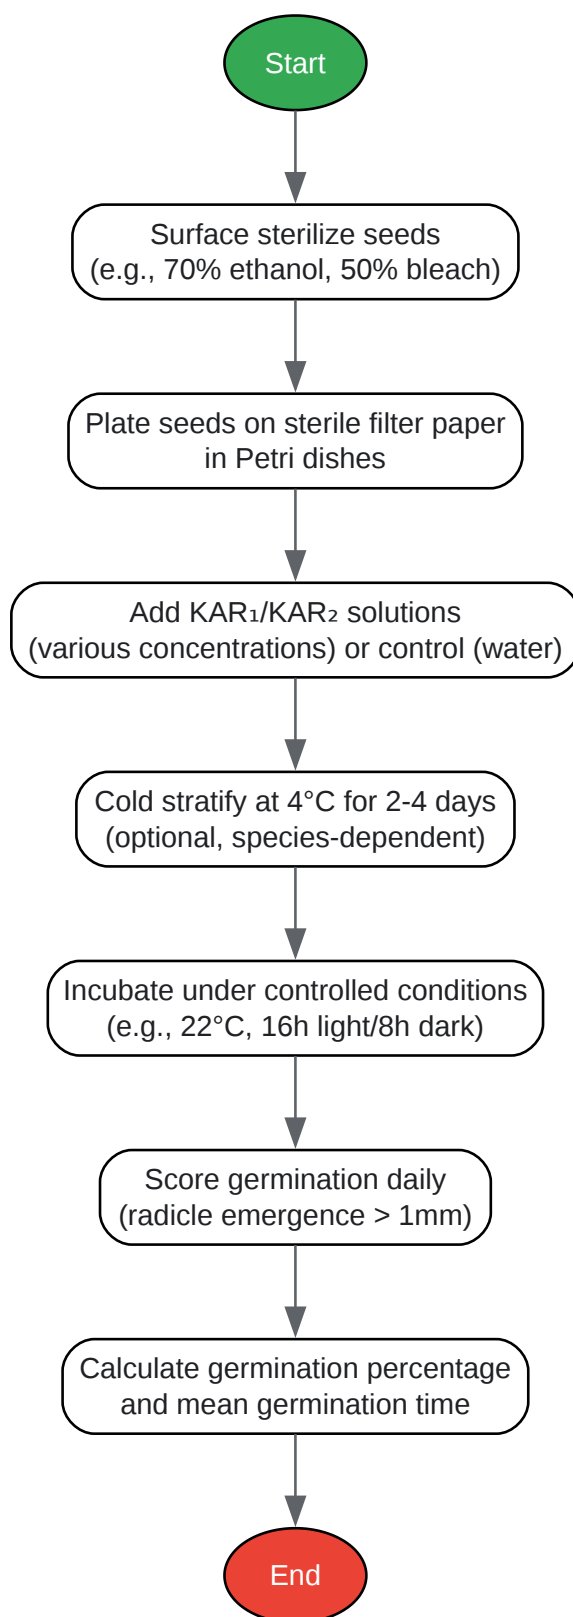 Start
Surface sterilize seeds
(e.g., 70% ethanol, 50% bleach)
Plate seeds on sterile filter paper
in Petri dishes
Add KAR₁/KAR₂ solutions
(various concentrations) or control (water)
Cold stratify at 4°C for 2-4 days
(optional, species-dependent)
Incubate under controlled conditions
(e.g., 22°C, 16h light/8h dark)
Score germination daily
(radicle emergence > 1mm)
Calculate germination percentage
and mean germination time
End